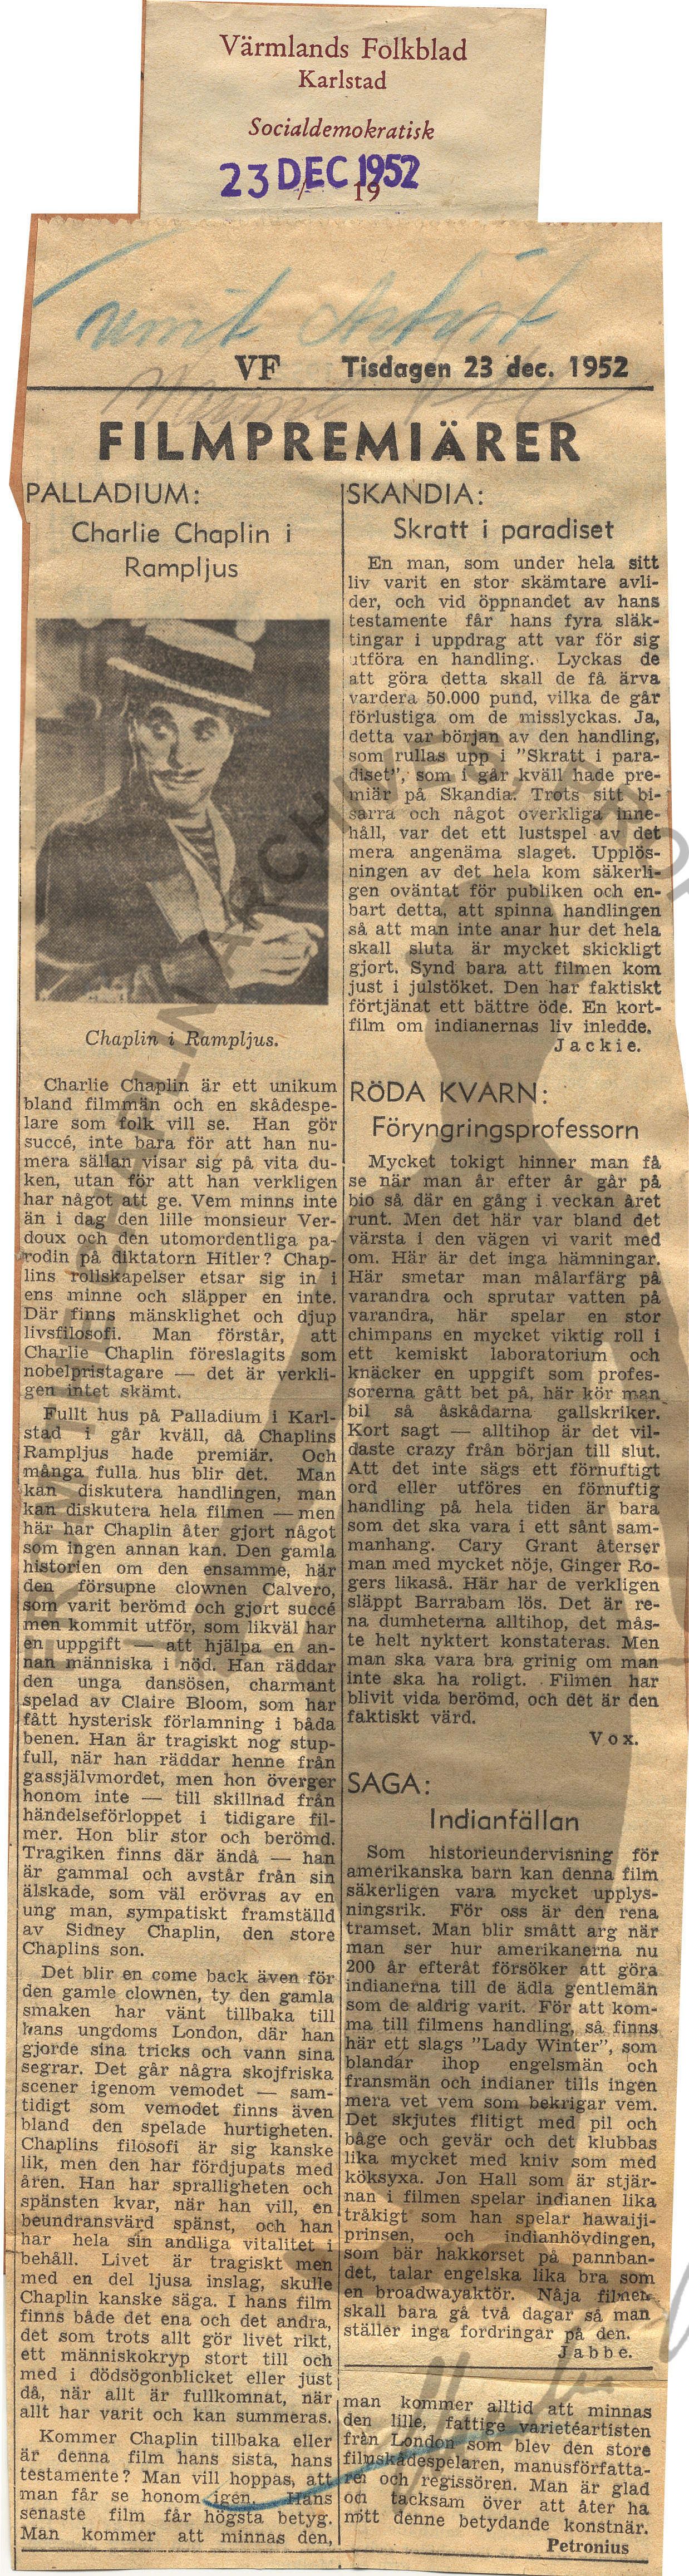 Värmlands Folkblad
Karlstad
Socialdemokratisk
23 DEC 1952
19
VF Tisdagen 23 dec. 1952
FILMPREMIÄRER
PALLADIUM:
Charlie Chaplin i
Rampljus
Chaplin i Rampljus.
Charlie Chaplin är ett unikum
bland filmmän och en skådespe-
lare som folk vill se. Han gör
succé, inte bara för att han nu-
mera sällan visar sig på vita du-
ken, utan för att han verkligen
har något att ge. Vem minns inte
än i dag den lille monsieur Ver-
doux och den utomordentliga pa-
rodin på diktatorn Hitler? Chap-
lins rollskapelser etsar sig in i
ens minne och släpper en inte.
Där finns mänsklighet och djup
livsfilosofi. Man förstår, att
Charlie Chaplin föreslagits som
nobelpristagare — det är verkli-
gen intet skämt.
Fullt hus på Palladium i Karl-
stad i går kväll, då Chaplins
Rampljus hade premiär. Och
många fulla hus blir det. Man
kan diskutera handlingen, man
kan diskutera hela filmen — men
här har Chaplin åter gjort något
som ingen annan kan. Den gamla
historien om den ensamme, här
den försupne clownen Calvero,
som varit berömd och gjort succé
men kommit utför, som likväl har
en uppgift — att hjälpa en an-
nan människa i nöd. Han räddar
den unga dansösen, charmant
spelad av Claire Bloom, som har
fått hysterisk förlamning i båda
benen. Han är tragiskt nog stup-
full, när han räddar henne från
gassjälvmordet, men hon överger
honom inte — till skillnad från
händelseförloppet i tidigare fil-
mer. Hon blir stor och berömd.
Tragiken finns där ändå — han
är gammal och avstår från sin
älskade, som väl erövras av en
ung man, sympatiskt framställd
av Sidney Chaplin, den store
Chaplins son.
Det blir en come back även för
den gamle clownen, ty den gamla
smaken har vänt tillbaka till
hans ungdoms London, där han
gjorde sina tricks och vann sina
segrar. Det går några skojfriska
scener igenom vemodet — sam-
tidigt som vemodet finns även
bland den spelade hurtigheten.
Chaplins filosofi är sig kanske
lik, men den har fördjupats med
åren. Han har spralligheten och
spänsten kvar, när han vill, en
beundransvärd spänst, och han
har hela sin andliga vitalitet i
behåll. Livet är tragiskt men
med en del ljusa inslag, skulle
Chaplin kanske säga. I hans film
finns både det ena och det andra,
det som trots allt gör livet rikt,
ett människokryp stort till och
med i dödsögonblicket eller just
då, när allt är fullkomnat, när
allt har varit och kan summeras.
Kommer Chaplin tillbaka eller
är denna film hans sista, hans
testamente? Man vill hoppas, att
man får se honom igen. Hans
senaste film får högsta betyg.
Man kommer att minnas den,
man kommer alltid att minnas
den lille, fattige varietéartisten
från London som blev den store
filmskådespelaren, manusförfatta-
ren och regissören. Man är glad
och tacksam över att åter ha
mött denne betydande konstnär.
Petronius
SKANDIA:
Skratt i paradiset
En man, som under hela sitt
liv varit en stor skämtare avli-
der, och vid öppnandet av hans
testamente får hans fyra släk-
tingar i uppdrag att var för sig
utföra en handling. Lyckas de
att göra detta skall de få ärva
vardera 50.000 pund, vilka de går
förlustiga om de misslyckas. Ja,
detta var början av den handling,
som rullas upp i "Skratt i para-
diset", som i går kväll hade pre-
miär på Skandia. Trots sitt bi-
sarra och något overkliga inne-
håll, var det ett lustspel av det
mera angenäma slaget. Upplös-
ningen av det hela kom säkerli-
gen oväntat för publiken och en-
bart detta, att spinna handlingen
så att man inte anar hur det hela
skall sluta är mycket skickligt
gjort. Synd bara att filmen kom
just i julstöket. Den har faktiskt
förtjänat ett bättre öde. En kort-
film om indianernas liv inledde.
Jackie.
RÖDA KVARN:
Föryngringsprofessorn
Mycket tokigt hinner man få
se när man år efter år går på
bio så där en gång i veckan året
runt. Men det här var bland det
värsta i den vägen vi varit med
om. Här är det inga hämningar.
Här smetar man målarfärg på
varandra och sprutar vatten på
varandra, här spelar en stor
chimpans en mycket viktig roll i
ett kemiskt laboratorium och
knäcker en uppgift som profes-
sorerna gått bet på, här kör man
bil så åskådarna gallskriker.
Kort sagt — alltihop är det vil-
daste crazy från början till slut.
Att det inte sägs ett förnuftigt
ord eller utföres en förnuftig
handling på hela tiden är bara
som det ska vara i ett sånt sam-
manhang. Cary Grant återser
man med mycket nöje, Ginger Ro-
gers likaså. Här har de verkligen
släppt Barrabam lös. Det är re-
na dumheterna alltihop, det mås-
te helt nyktert konstateras. Men
man ska vara bra grinig om man
inte ska ha roligt. Filmen har
blivit vida berömd, och det är den
faktiskt värd.
Vox.
SAGA:
Indianfällan
Som historieundervisning för
amerikanska barn kan denna film
säkerligen vara mycket upplys-
ningsrik. För oss är den rena
tramset. Man blir smått arg när
man ser hur amerikanerna nu
200 år efteråt försöker att göra
indianerna till de ädla gentlemän
som de aldrig varit. För att kom-
ma till filmens handling, så finns
här ett slags "Lady Winter", som
blandar ihop engelsmän och
fransmän och indianer tills ingen
mera vet vem som bekrigar vem.
Det skjutes flitigt med pil och
båge och gevär och det klubbas
lika mycket med kniv som med
köksyxa. Jon Hall som är stjär-
nan i filmen spelar indianen lika
tråkigt som han spelar hawaiji-
prinsen, och indianhövdingen,
som bär hakkorset på pannban-
det, talar engelska lika bra som
en broadwayaktör. Nåja filmen
skall bara gå två dagar så man
ställer inga fordringar på den.
Jabbe.